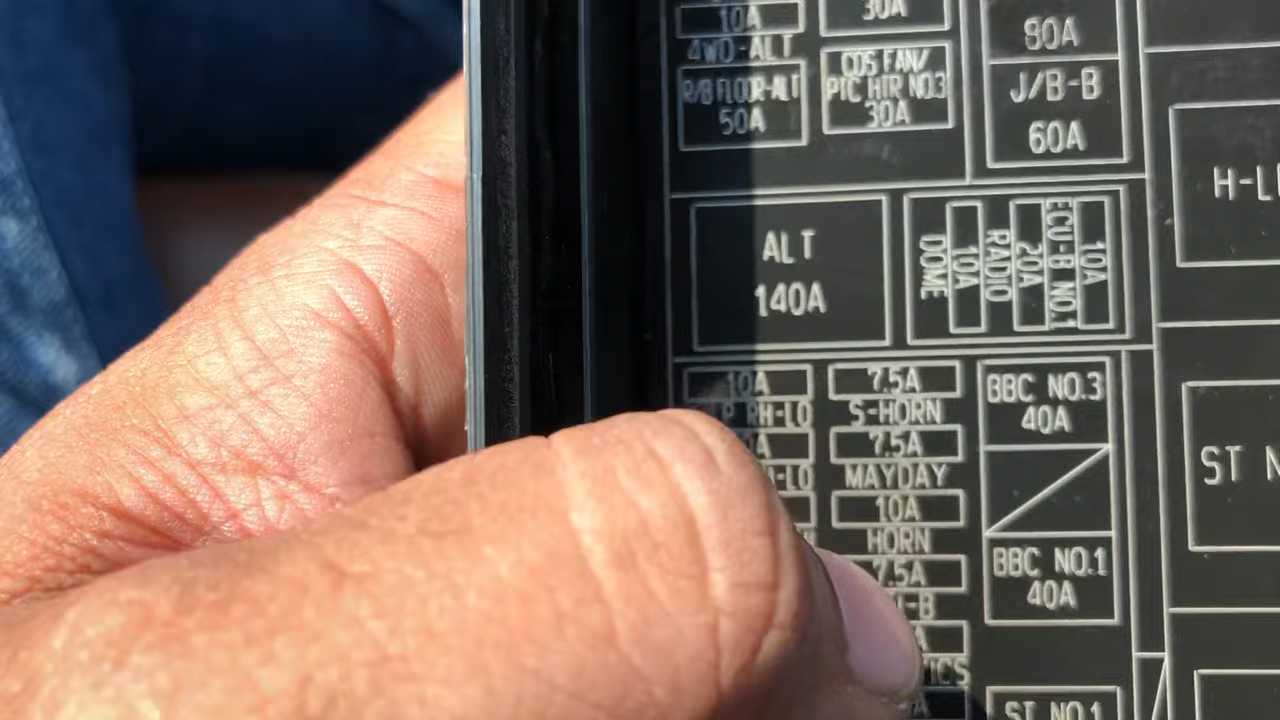 10A
4WD-ALT
R/B FLOOR-ALT
50A
30A
CDS FAN/
PTC HTR NO.3
30A
80A
J/B-B
60A
ALT
140A
DOME
10A
RADIO
20A
ECU-B NO.1
10A
10A
RH-LO
7.5A
S-HORN
7.5A
MAYDAY
10A
HORN
7.5A
BBC NO.3
40A
BBC NO.1
40A
ST NO.1
ST